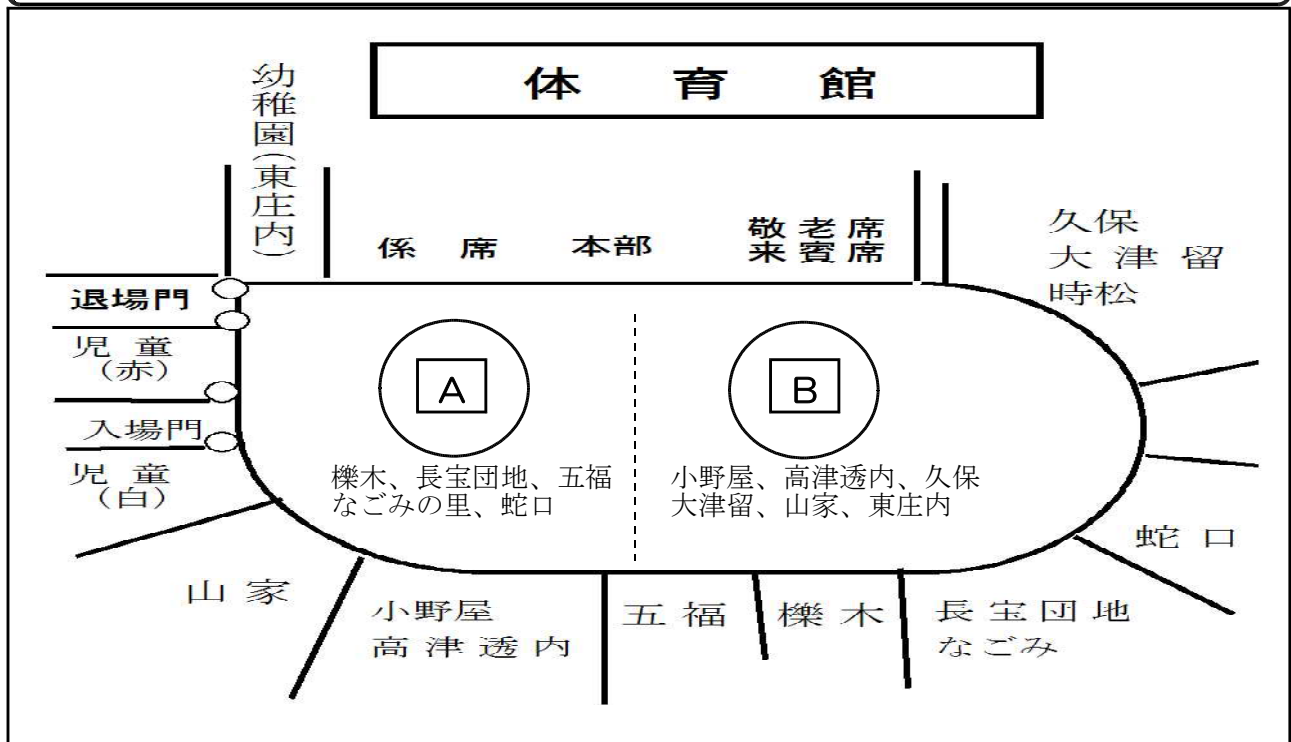 体育館
幼稚園(東庄内)
係席 本部 敬老席
来賓席
久保
大津留
時松
退場門
児童
(赤)
入場門
児童
(白)
A
B
櫟木、長宝団地、五福
なごみの里、蛇口
小野屋、高津透内、久保
大津留、山家、東庄内
蛇口
山家
小野屋
高津透内
五福
櫟木
長宝団地
なごみ